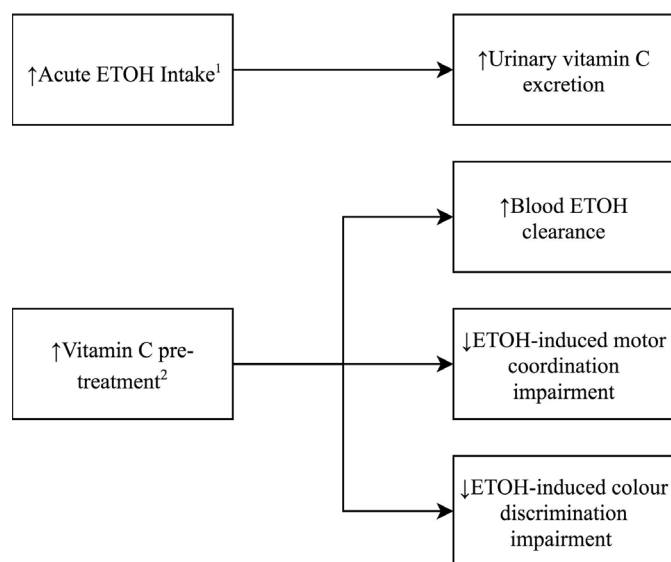 ↑Acute ETOH Intake¹
↑Urinary vitamin C
excretion
↑Blood ETOH
clearance
↑Vitamin C pre-
treatment²
↓ETOH-induced motor
coordination
impairment
↓ETOH-induced colour
discrimination
impairment